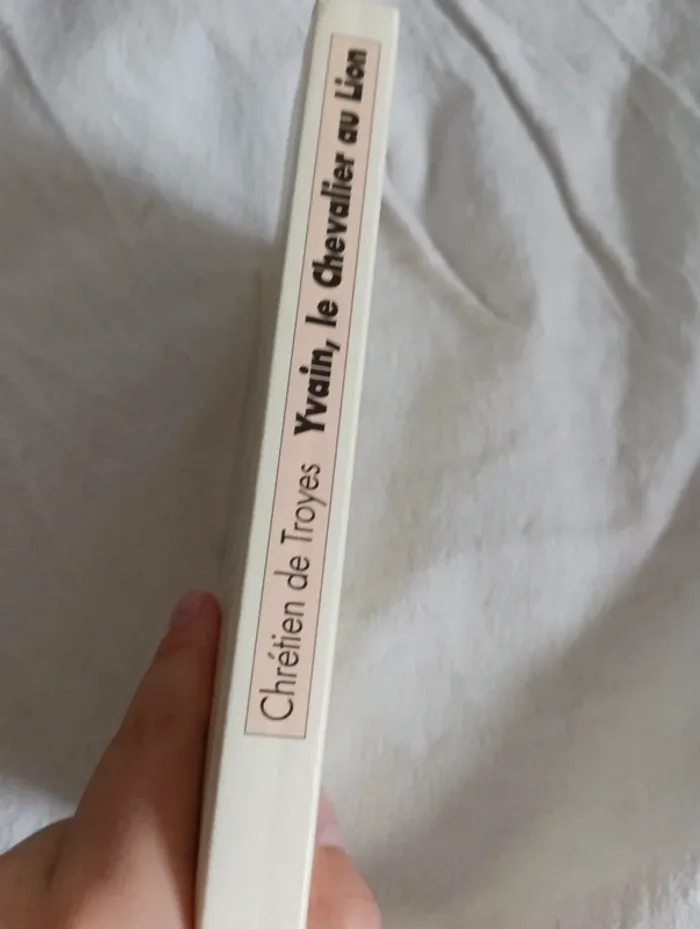 Chrétien de Troyes Yvain, le Chevalier au Lion